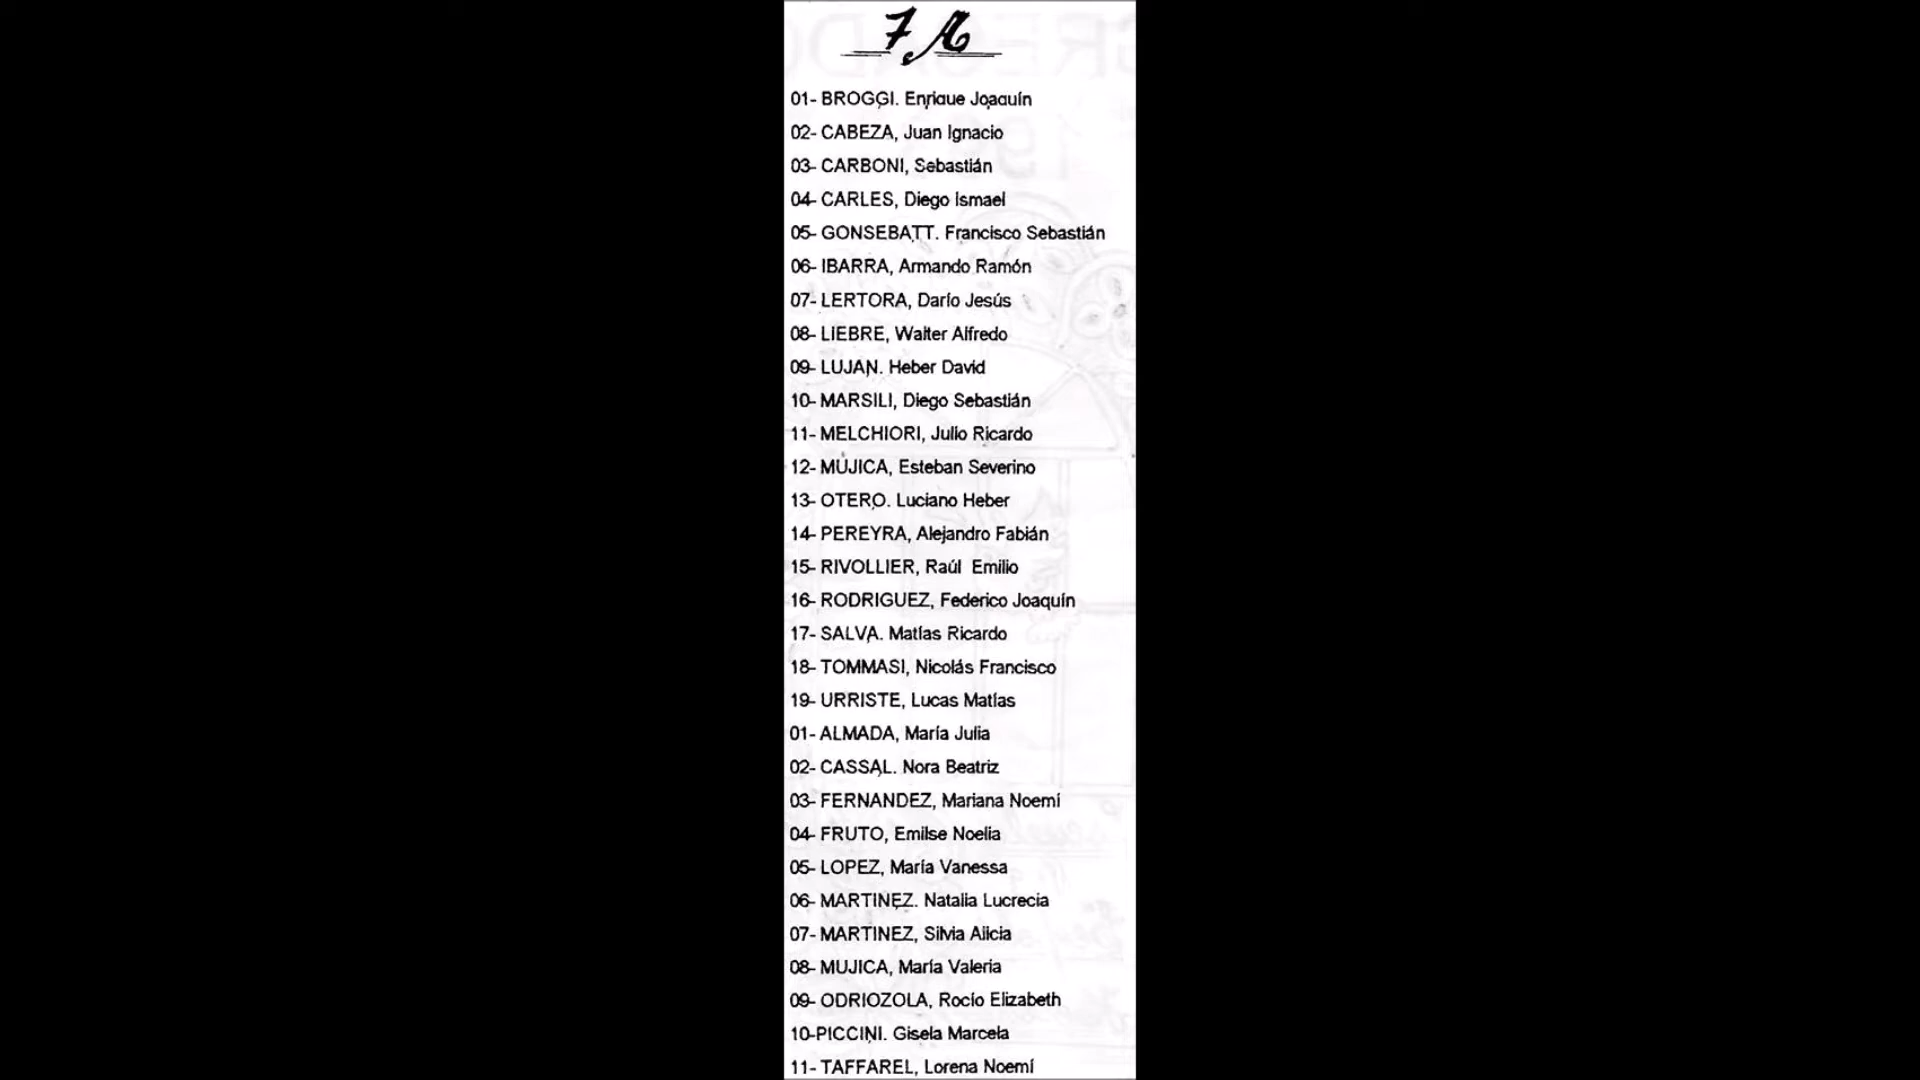 7 A
01- BROGGI, Enrique Joaquín
02- CABEZA, Juan Ignacio
03- CARBONI, Sebastián
04- CARLES, Diego Ismael
05- GONSEBATT, Francisco Sebastián
06- IBARRA, Armando Ramón
07- LERTORA, Darío Jesús
08- LIEBRE, Walter Alfredo
09- LUJAN, Heber David
10- MARSILI, Diego Sebastián
11- MELCHIORI, Julio Ricardo
12- MUJICA, Esteban Severino
13- OTERO, Luciano Heber
14- PEREYRA, Alejandro Fabián
15- RIVOLLIER, Raúl Emilio
16- RODRIGUEZ, Federico Joaquín
17- SALVA, Matías Ricardo
18- TOMMASI, Nicolás Francisco
19- URRISTE, Lucas Matías
01- ALMADA, María Julia
02- CASSAL, Nora Beatriz
03- FERNANDEZ, Mariana Noemí
04- FRUTO, Emilse Noelia
05- LOPEZ, María Vanessa
06- MARTINEZ, Natalia Lucrecia
07- MARTINEZ, Silvia Alicia
08- MUJICA, María Valeria
09- ODRIOZOLA, Rocío Elizabeth
10-PICCINI, Gisela Marcela
11- TAFFAREL, Lorena Noemí